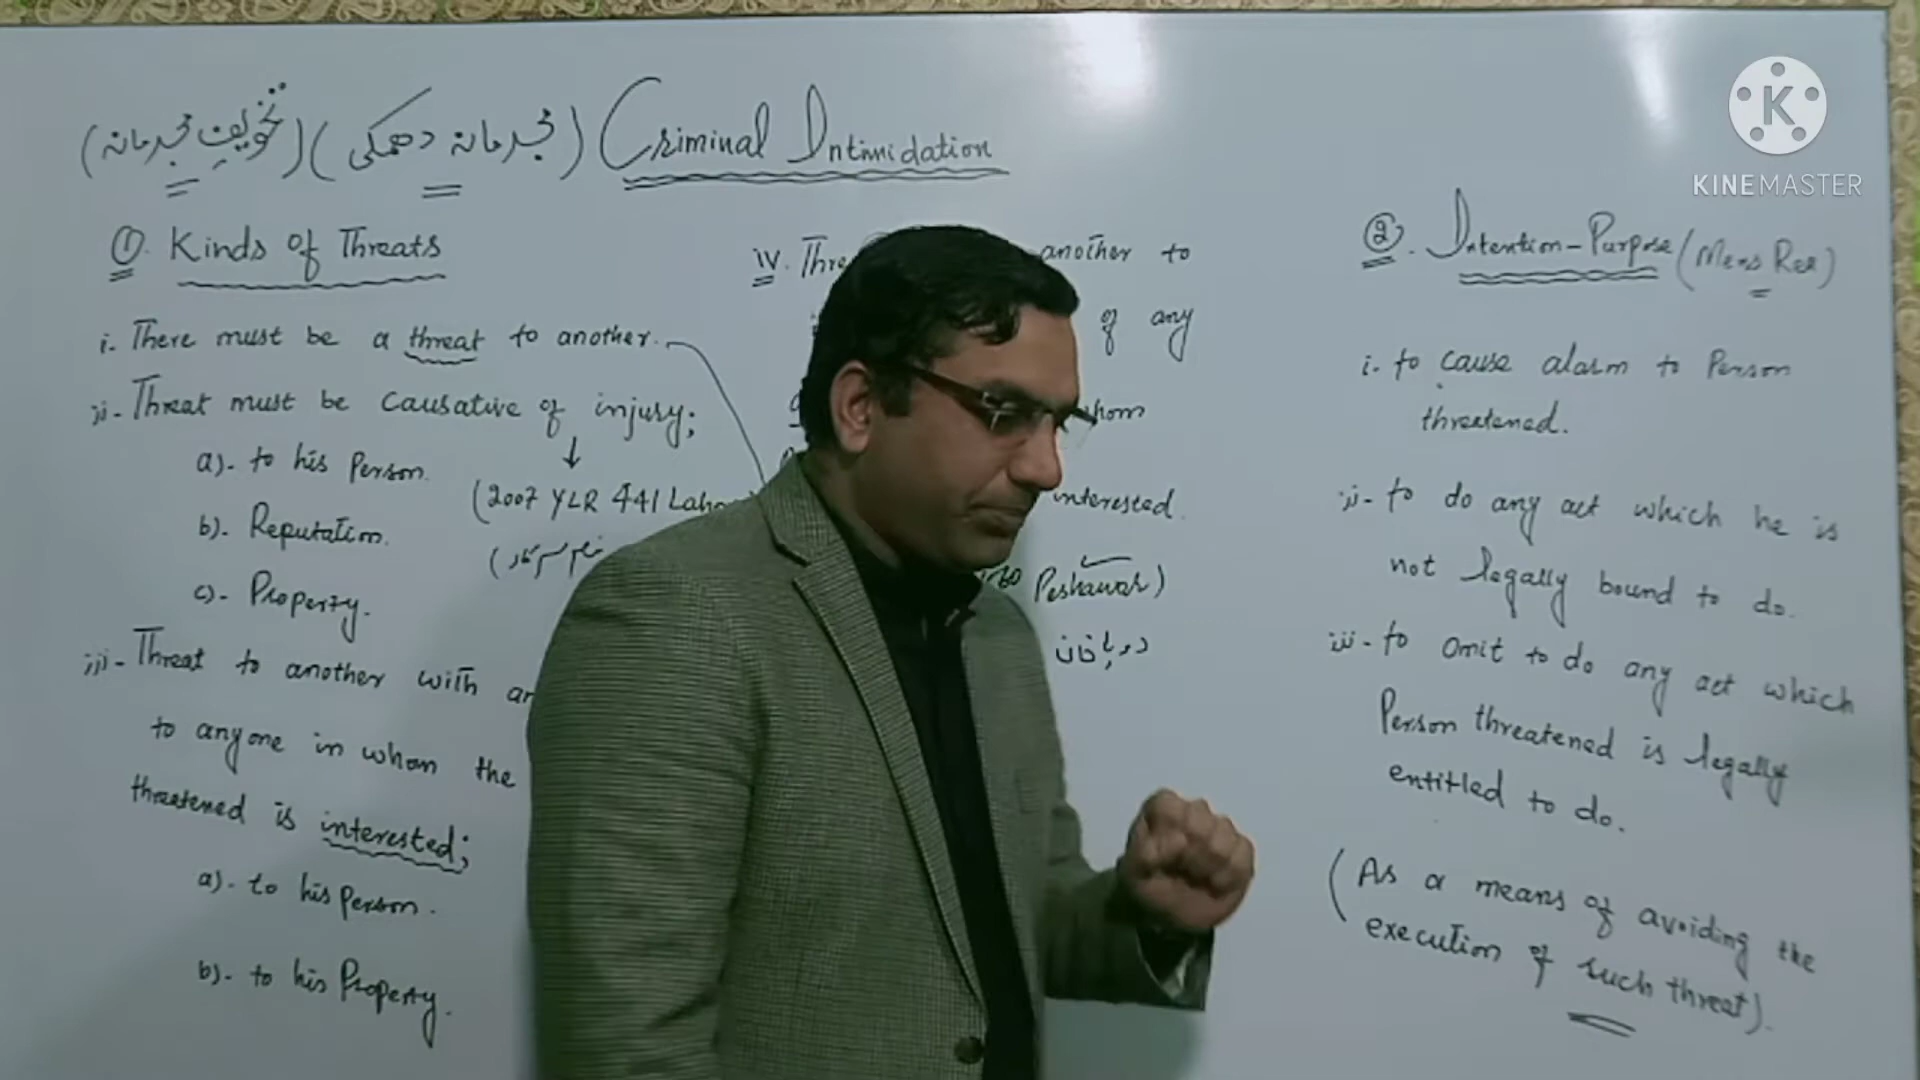 (تخویفِ مجرمانہ) (مجرمانہ دھمکی) Criminal Intimidation
①. Kinds of Threats
i. There must be a threat to another.
ii- Threat must be causative of injury;
a)- to his Person.
b)- Reputation.
c)- Property.
(2007 YLR 441 Laho
iii- Threat to another with
to anyone in whom the
threatened is interested;
a)- to his Person.
b)- to his Property.
IV. Thre another to
of any
interested.
Peshawar)
②. Intention-Purpose (Mens Rea)
i- to cause alarm to Person
threatened.
ii- to do any act which he is
not legally bound to do.
iii- to omit to do any act which
Person threatened is legally
entitled to do.
(As a means of avoiding the
execution of such threat).
KINEMASTER